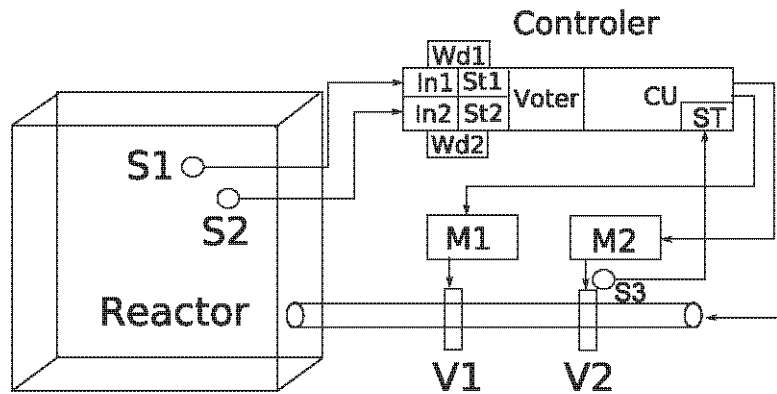 Controler
Wd1
In1 St1
Voter
CU
In2 St2
ST
Wd2
S1
S2
M1
M2
S3
Reactor
V1
V2